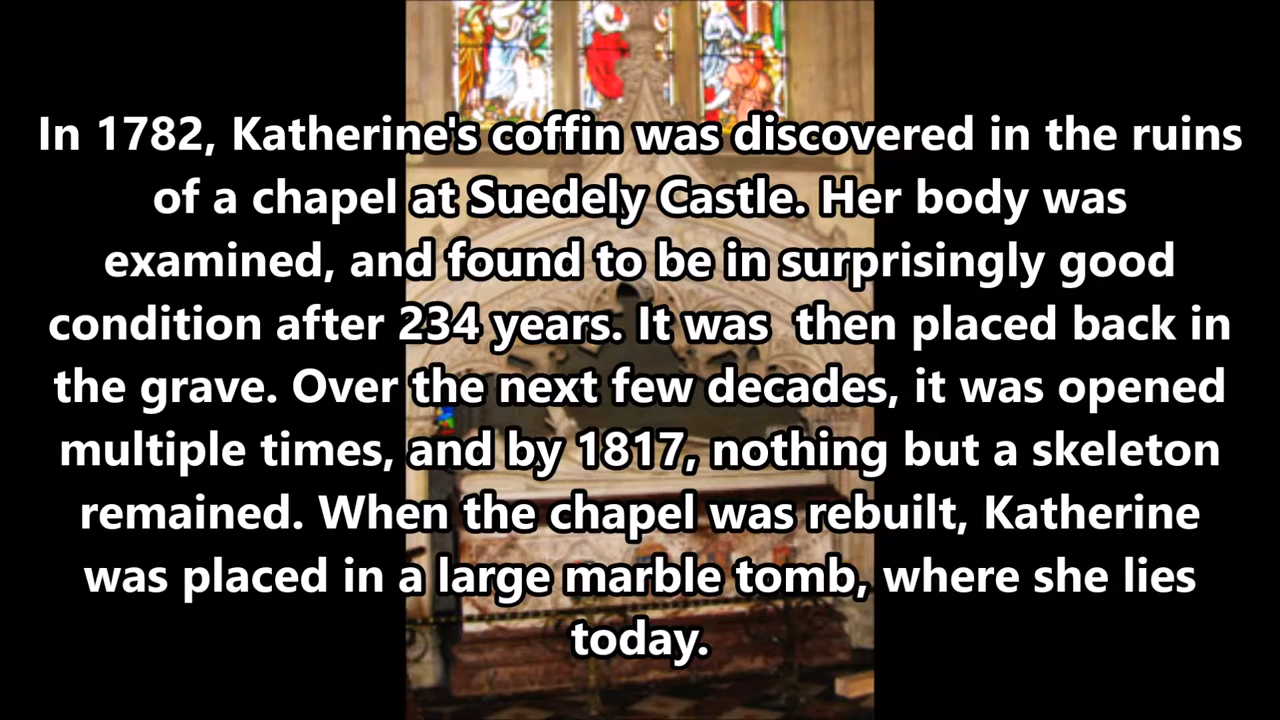 In 1782, Katherine's coffin was discovered in the ruins
of a chapel at Suedely Castle. Her body was
examined, and found to be in surprisingly good
condition after 234 years. It was  then placed back in
the grave. Over the next few decades, it was opened
multiple times, and by 1817, nothing but a skeleton
remained. When the chapel was rebuilt, Katherine
was placed in a large marble tomb, where she lies
today.